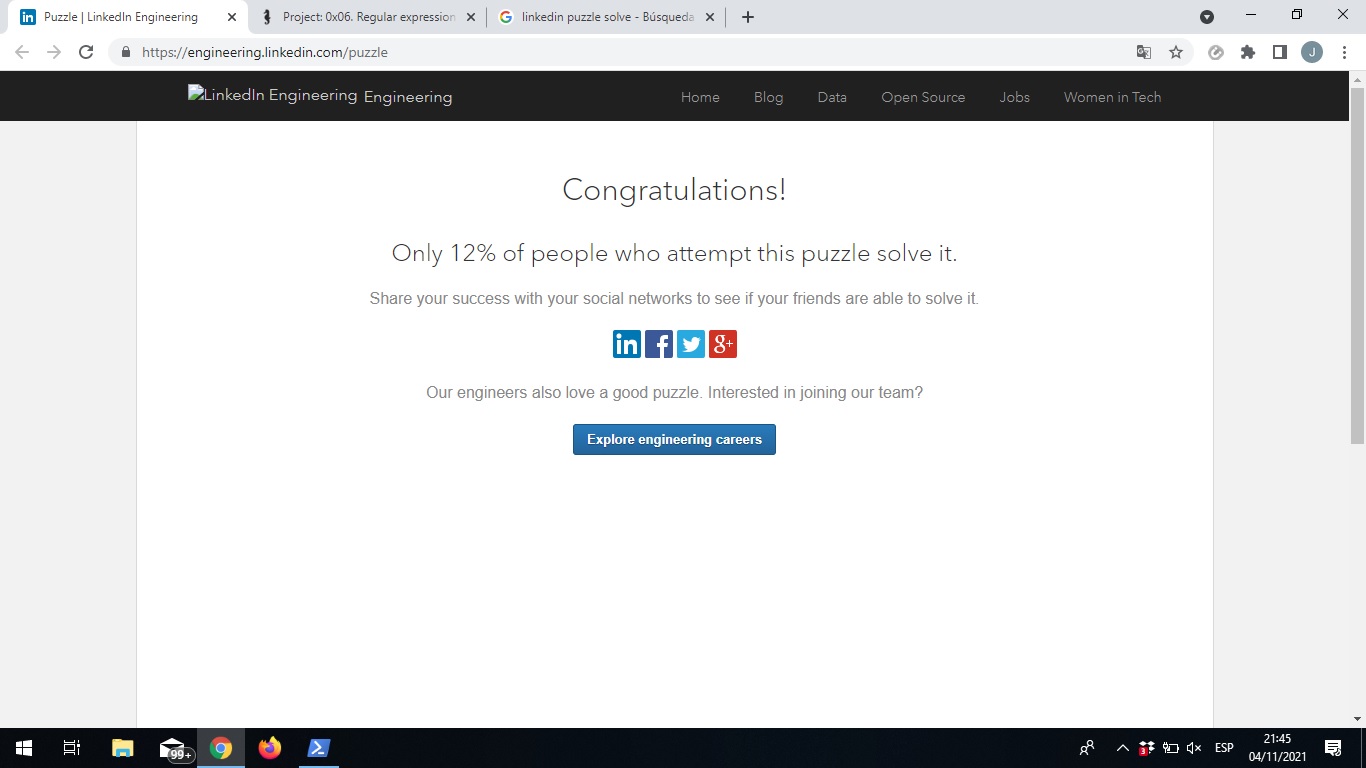 Puzzle | LinkedIn Engineering
Project: 0x06. Regular expression
linkedin puzzle solve - Búsqueda
https://engineering.linkedin.com/puzzle
J
LinkedIn Engineering Engineering
Home Blog Data Open Source Jobs Women in Tech
Congratulations!
Only 12% of people who attempt this puzzle solve it.
Share your success with your social networks to see if your friends are able to solve it.
in f g+
Our engineers also love a good puzzle. Interested in joining our team?
Explore engineering careers
99+
3
ESP
21:45
04/11/2021